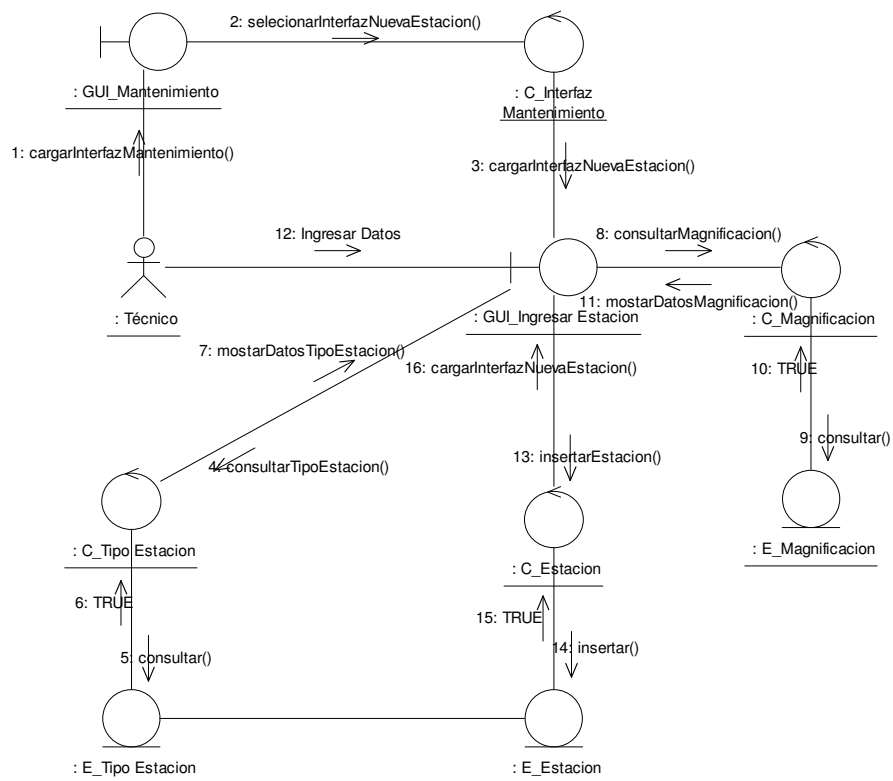 2: selecionarInterfazNuevaEstacion()
: GUI_Mantenimiento
: C_Interfaz
Mantenimiento
1: cargarInterfazMantenimiento()
3: cargarInterfazNuevaEstacion()
12: Ingresar Datos
8: consultarMagnificacion()
11: mostarDatosMagnificacion()
: Técnico
: GUI_Ingresar Estacion
: C_Magnificacion
7: mostarDatosTipoEstacion()
16: cargarInterfazNuevaEstacion()
10: TRUE
9: consultar()
4: consultarTipoEstacion()
13: insertarEstacion()
: C_Tipo Estacion
: E_Magnificacion
: C_Estacion
6: TRUE
15: TRUE
5: consultar()
14: insertar()
: E_Tipo Estacion
: E_Estacion